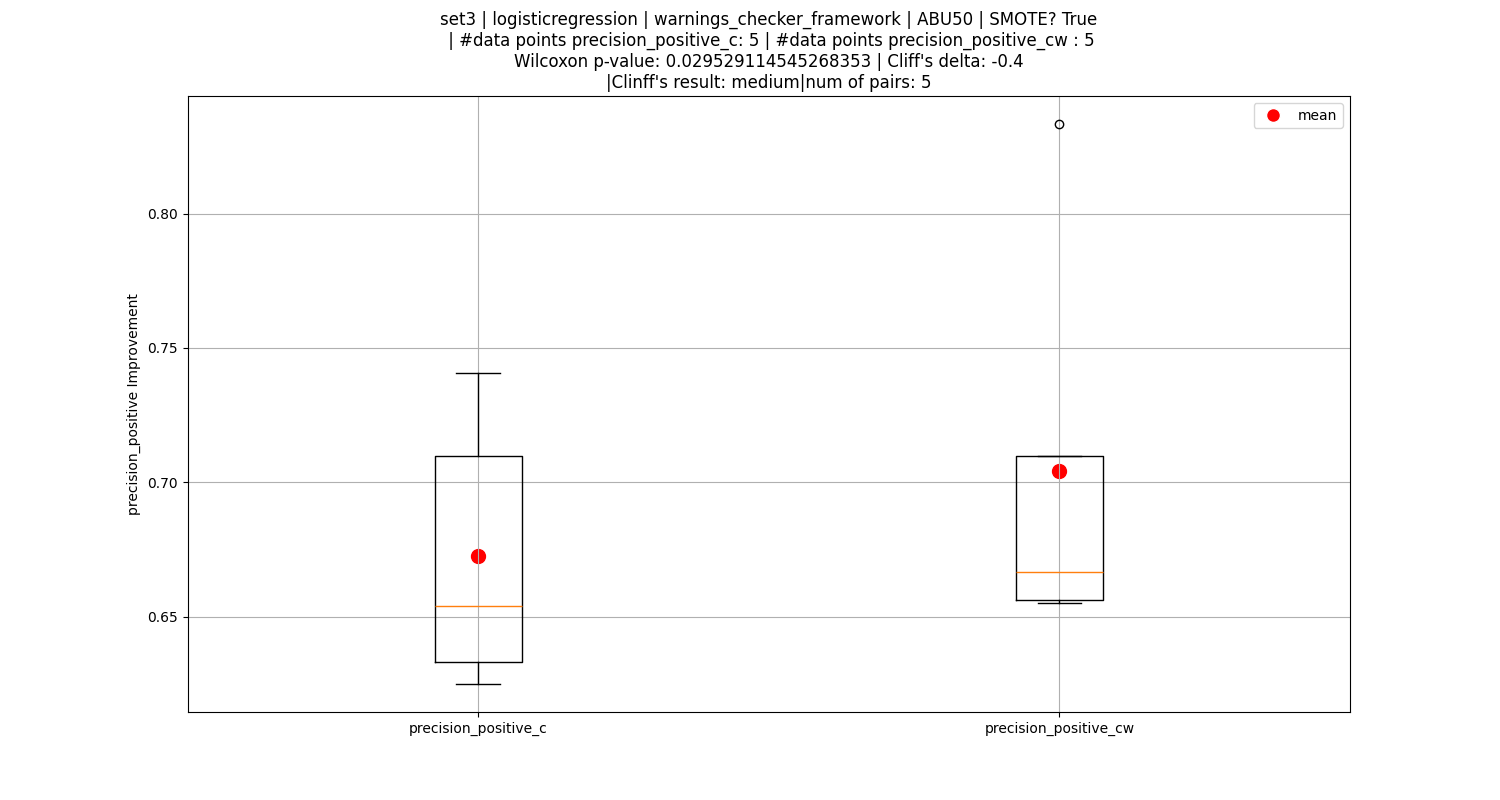 set3 | logisticregression | warnings_checker_framework | ABU50 | SMOTE? True
| #data points precision_positive_c: 5 | #data points precision_positive_cw : 5
Wilcoxon p-value: 0.029529114545268353 | Cliff's delta: -0.4
|Clinff's result: medium|num of pairs: 5
mean
0.80
0.75
0.70
0.65
precision_positive Improvement
precision_positive_c
precision_positive_cw